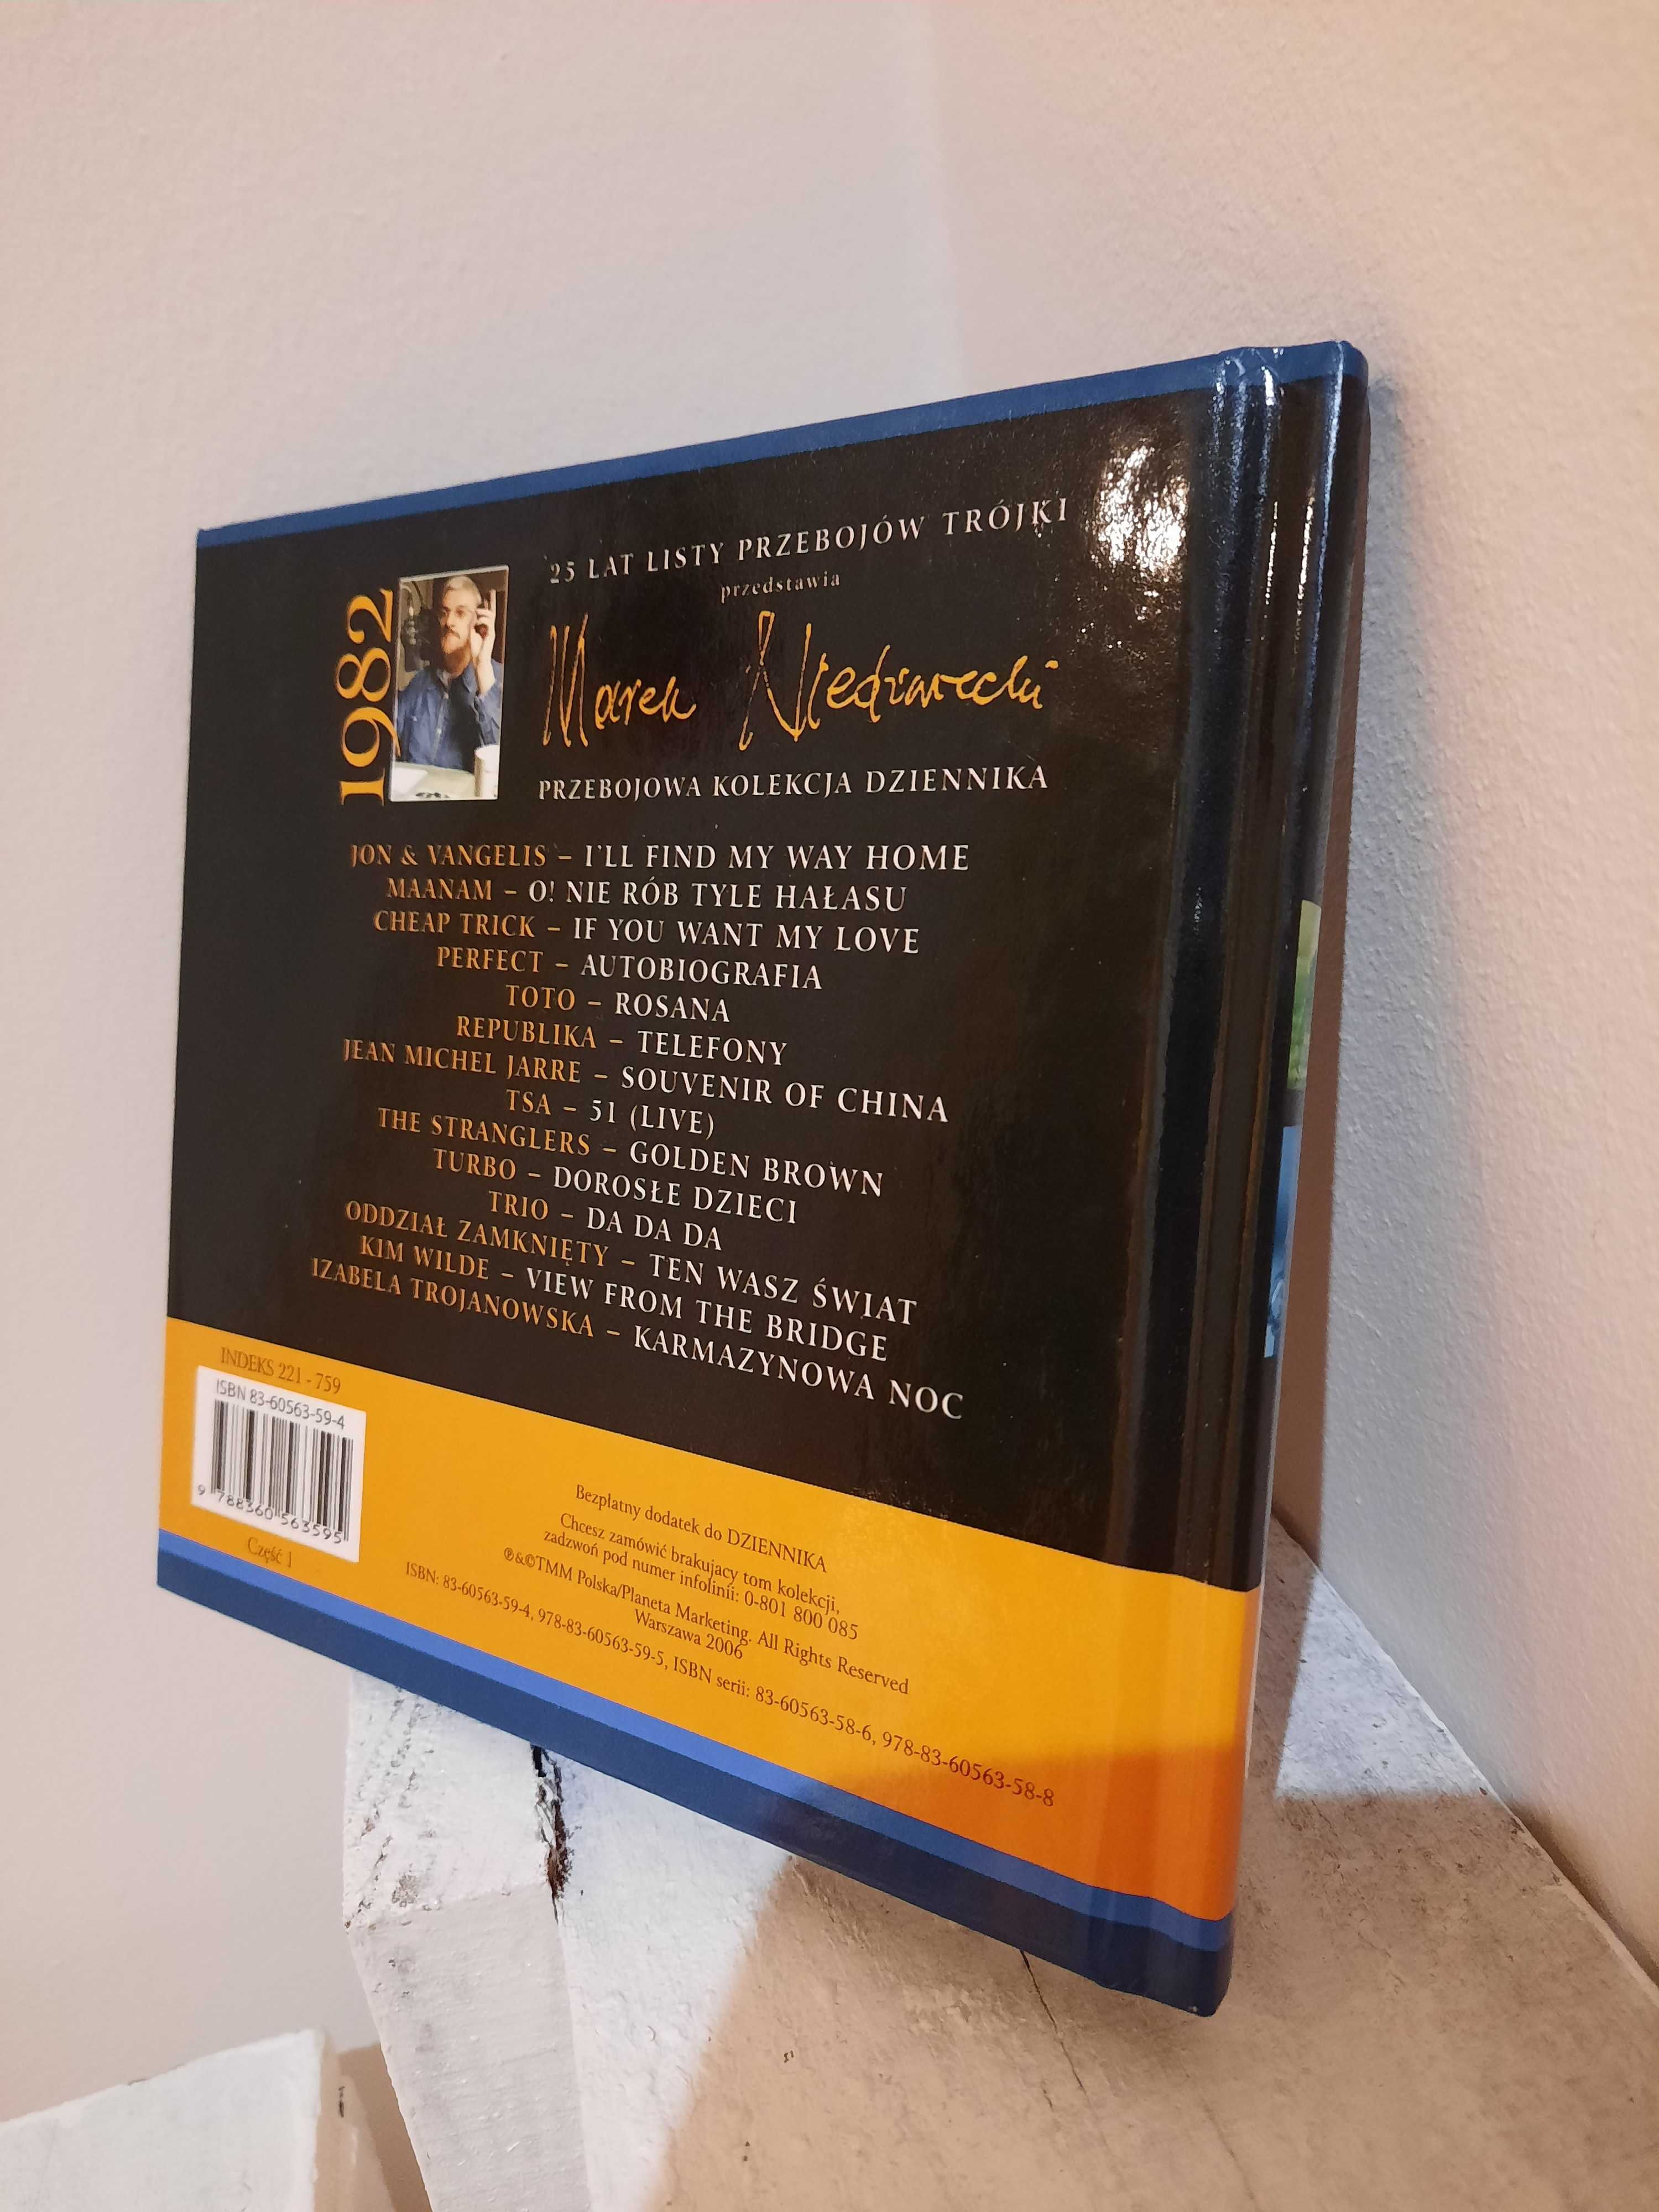 25 LAT LISTY PRZEBOJÓW TRÓJKI
przedstawia
Marek Niedźwiecki
1982
PRZEBOJOWA KOLEKCJA DZIENNIKA
JON & VANGELIS – I'LL FIND MY WAY HOME
MAANAM – O! NIE RÓB TYLE HAŁASU
CHEAP TRICK – IF YOU WANT MY LOVE
PERFECT – AUTOBIOGRAFIA
TOTO – ROSANA
REPUBLIKA – TELEFONY
JEAN MICHEL JARRE – SOUVENIR OF CHINA
TSA – 51 (LIVE)
THE STRANGLERS – GOLDEN BROWN
TURBO – DOROSŁE DZIECI
TRIO – DA DA DA
ODDZIAŁ ZAMKNIĘTY – TEN WASZ ŚWIAT
KIM WILDE – VIEW FROM THE BRIDGE
IZABELA TROJANOWSKA – KARMAZYNOWA NOC
INDEKS 221 - 759
ISBN 83-60563-59-4
9 788360 563595
Część 1
Bezpłatny dodatek do DZIENNIKA
Chcesz zamówić brakujacy tom kolekcji,
zadzwoń pod numer infolinii: 0-801 800 085
℗&©TMM Polska/Planeta Marketing. All Rights Reserved
Warszawa 2006
ISBN: 83-60563-59-4, 978-83-60563-59-5, ISBN serii: 83-60563-58-6, 978-83-60563-58-8